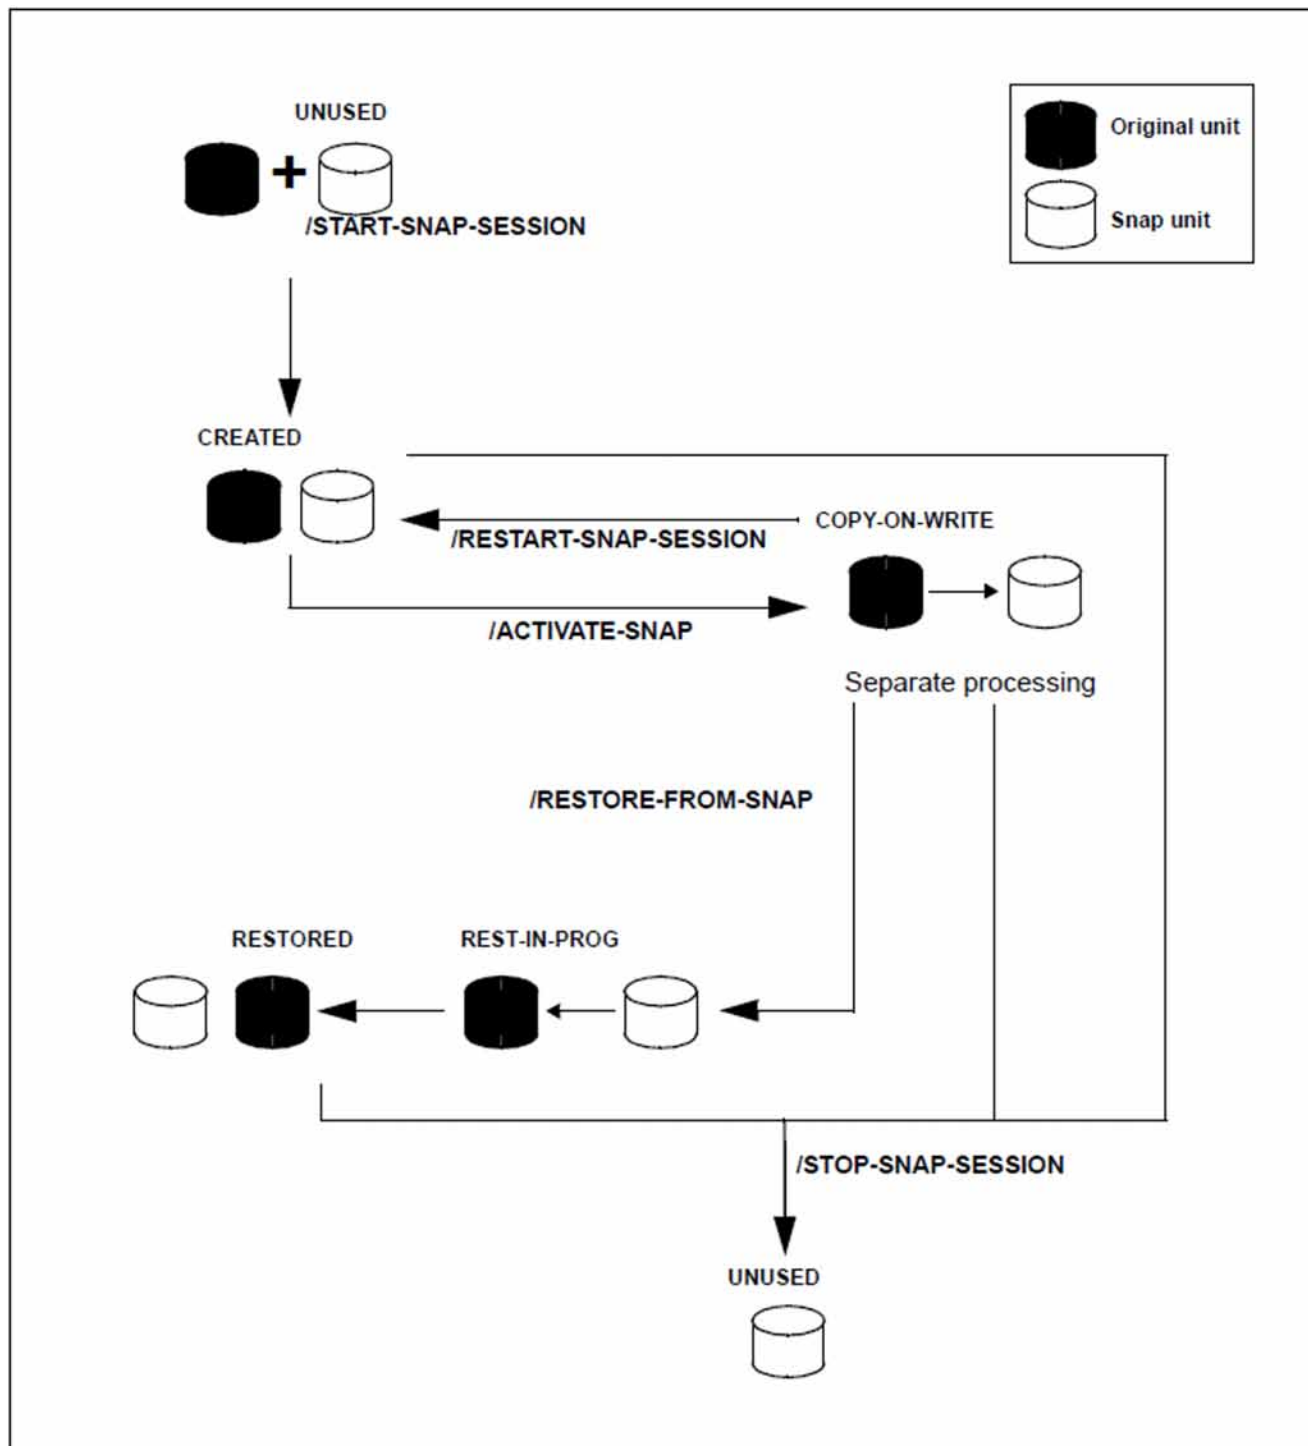 UNUSED
Original unit
Snap unit
/START-SNAP-SESSION
CREATED
COPY-ON-WRITE
/RESTART-SNAP-SESSION
/ACTIVATE-SNAP
Separate processing
/RESTORE-FROM-SNAP
RESTORED
REST-IN-PROG
/STOP-SNAP-SESSION
UNUSED